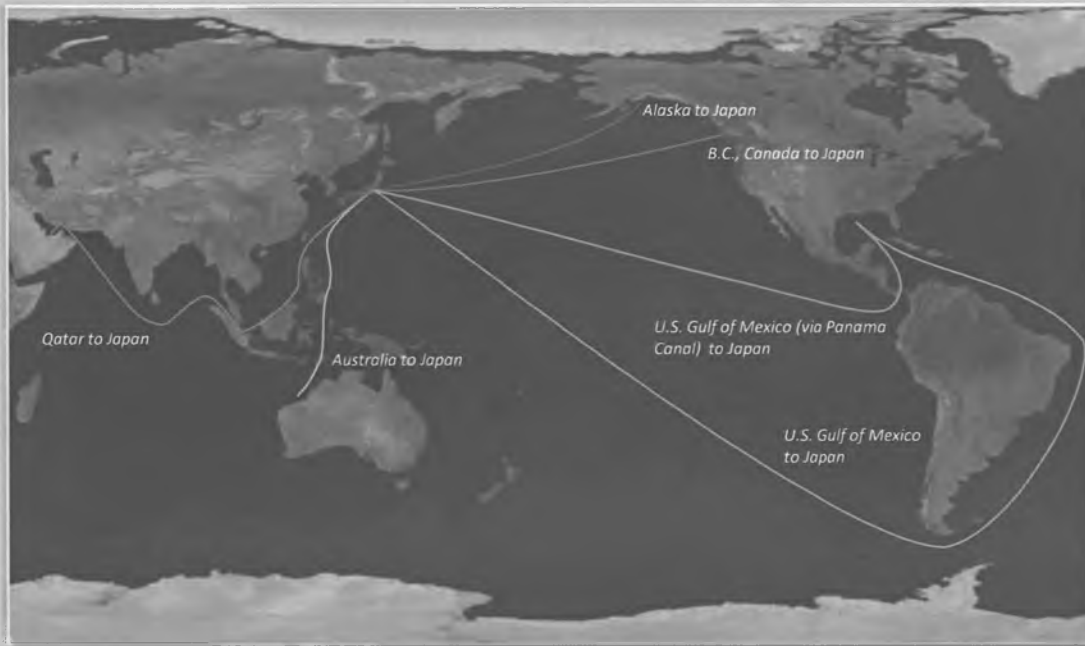 Alaska to Japan
B.C., Canada to Japan
Qatar to Japan
Australia to Japan
U.S. Gulf of Mexico (via Panama
Canal) to Japan
U.S. Gulf of Mexico
to Japan